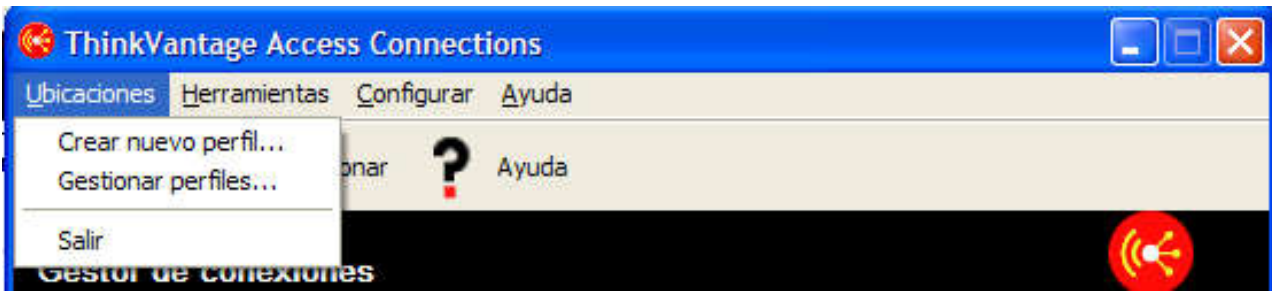 ThinkVantage Access Connections
Ubicaciones Herramientas Configurar Ayuda
Crear nuevo perfil...
Gestionar perfiles...
onar ? Ayuda
Salir
Gestor de conexiones